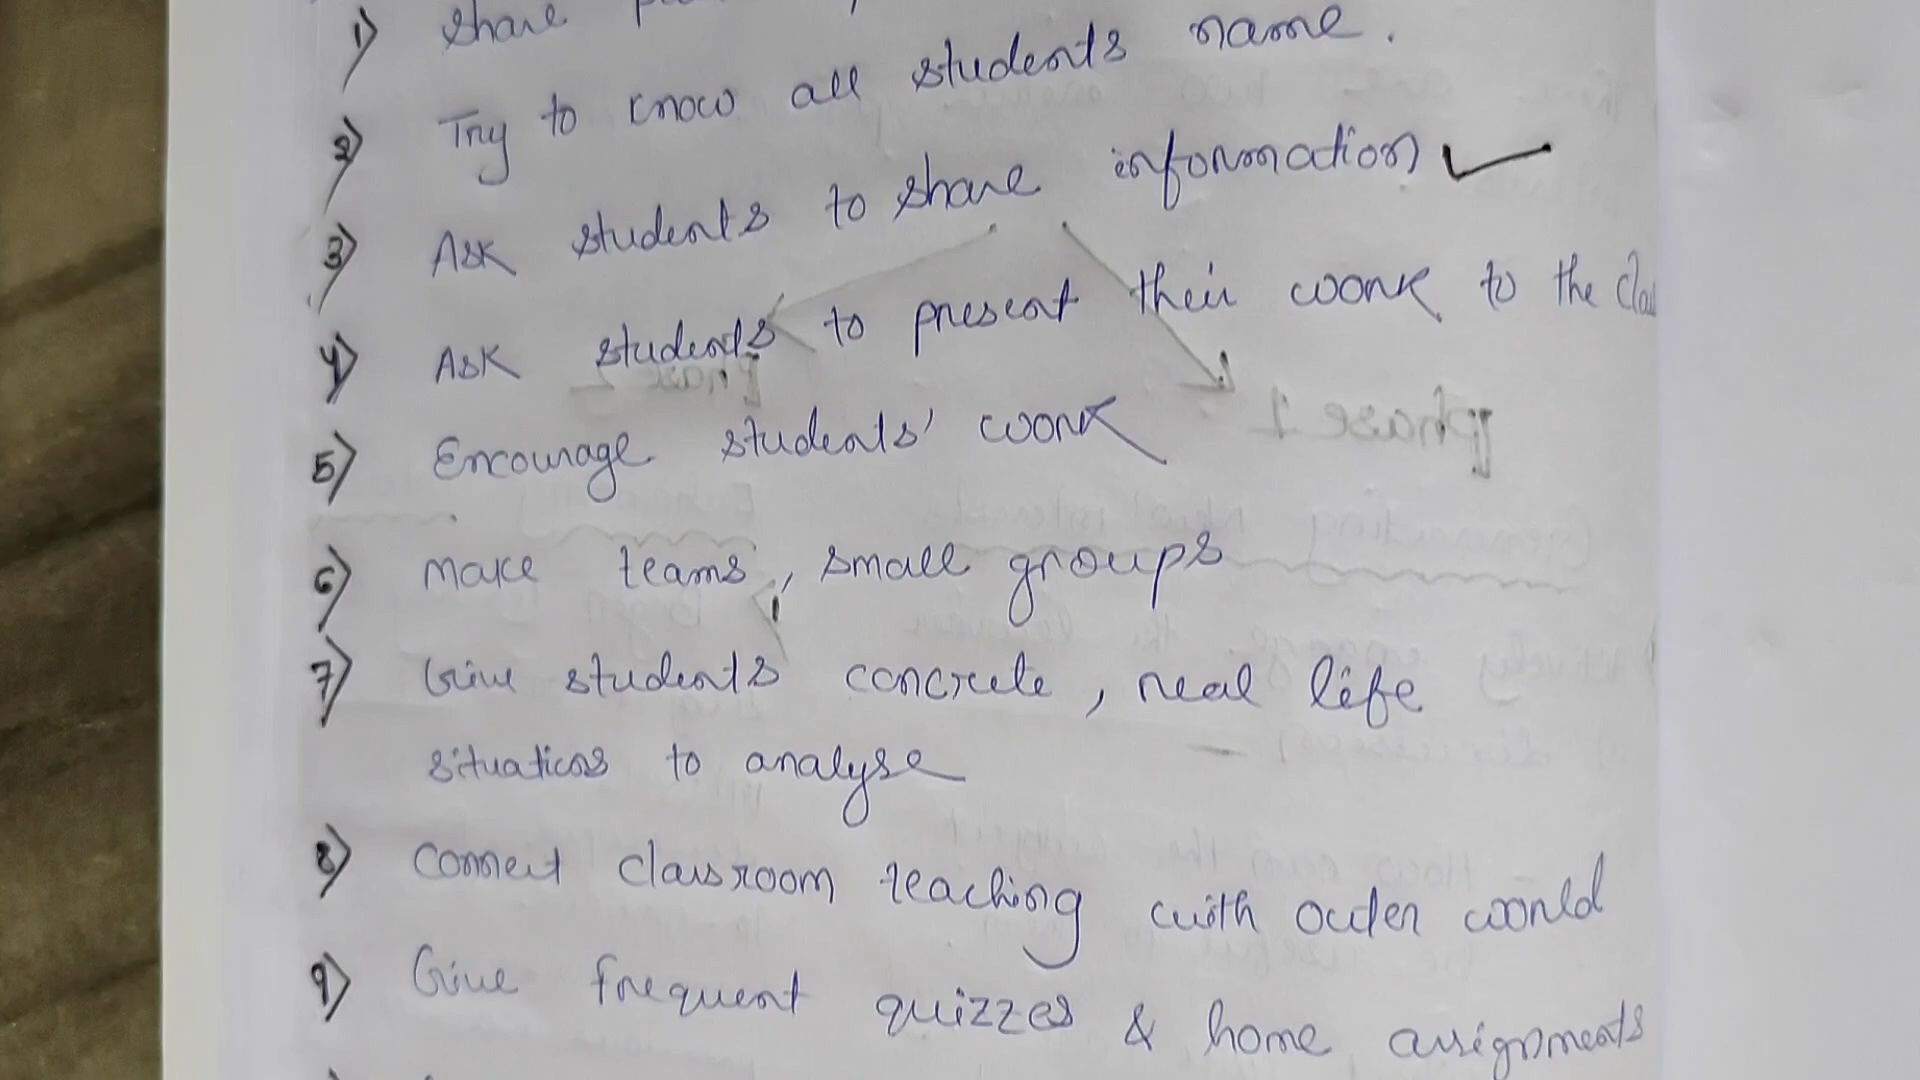 1) Share
2) Try to know all students name.
3) Ask students to share information ✓
4) Ask students to present their work to the
5) Encourage students' work
6) Make teams, small groups
7) Give students concrete, real life
situations to analyse
8) Connect classroom teaching with outer world
9) Give frequent quizzes & home assignments
phase 1